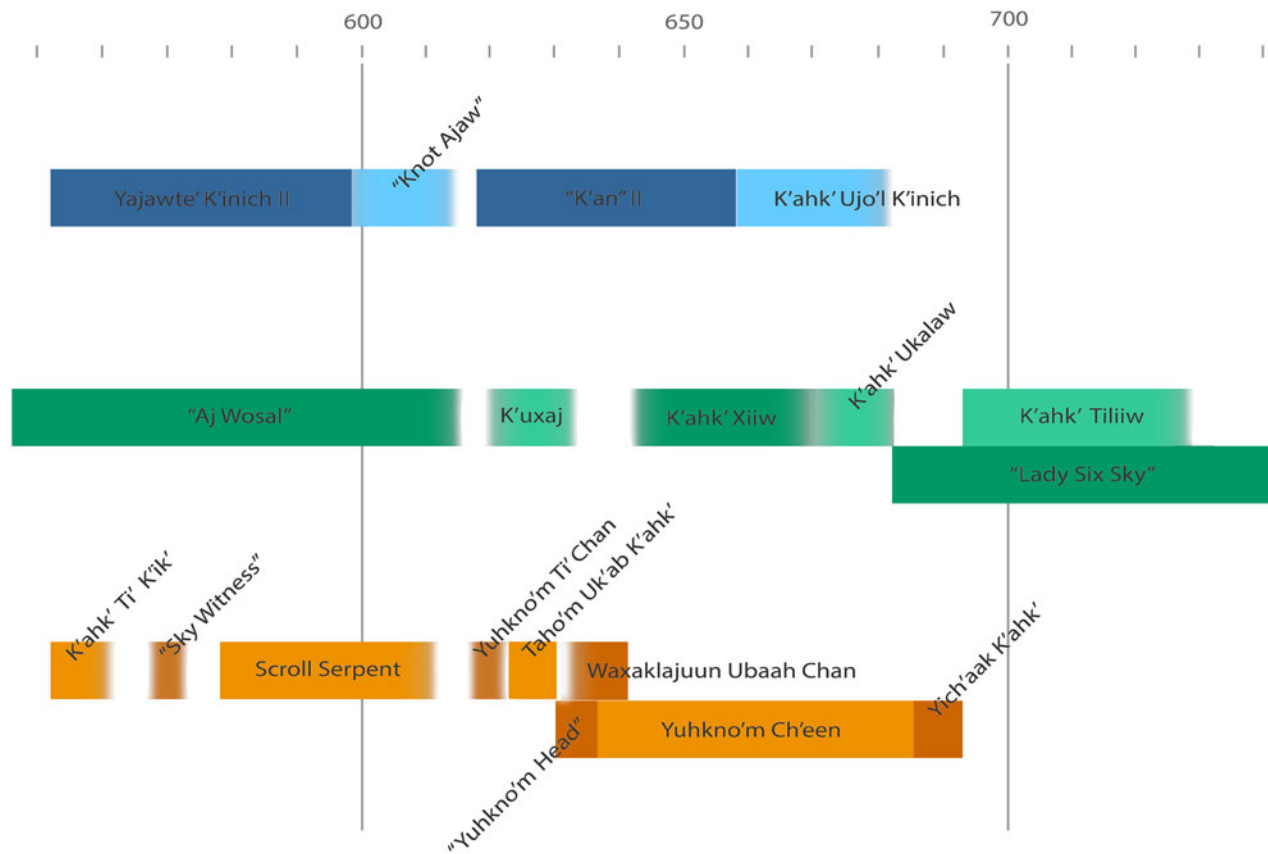 600
650
700
"Knot Ajaw"
Yajawte' K'inich II
"K'an" II
K'ahk' Ujo'l K'inich
K'ahk' Ukalaw
"Aj Wosal"
K'uxaj
K'ahk' Xiiw
K'ahk' Tiliiw
"Lady Six Sky"
K'ahk' Ti' K'ik'
"Sky Witness"
Scroll Serpent
Yuhkno'm Ti' Chan
Taho'm Uk'ab K'ahk'
Waxaklajuun Ubaah Chan
Yich'aak K'ahk'
"Yuhkno'm Head"
Yuhkno'm Ch'een